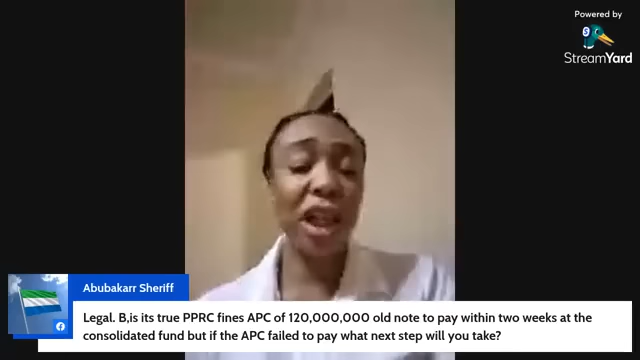 Powered by
StreamYard
Abubakarr Sheriff
Legal. B,is its true PPRC fines APC of 120,000,000 old note to pay within two weeks at the
consolidated fund but if the APC failed to pay what next step will you take?